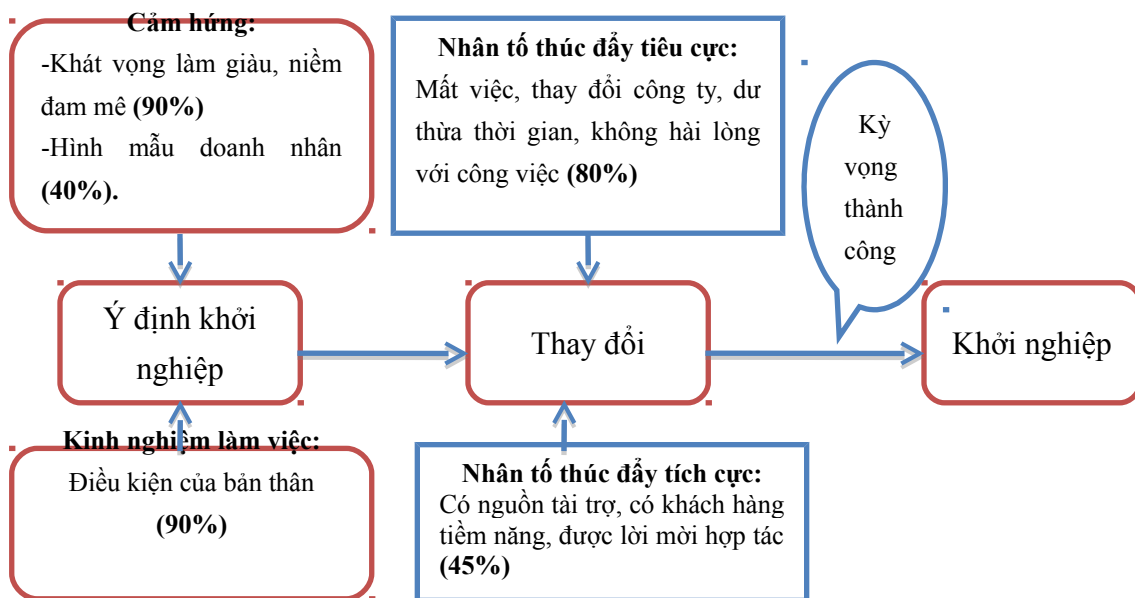 Cảm hứng:
-Khát vọng làm giàu, niềm
đam mê (90%)
-Hình mẫu doanh nhân
(40%).
Nhân tố thúc đẩy tiêu cực:
Mất việc, thay đổi công ty, dư
thừa thời gian, không hài lòng
với công việc (80%)
Kỳ
vọng
thành
công
Ý định khởi
nghiệp
Thay đổi
Khởi nghiệp
Kinh nghiệm làm việc:
Điều kiện của bản thân
(90%)
Nhân tố thúc đẩy tích cực:
Có nguồn tài trợ, có khách hàng
tiềm năng, được lời mời hợp tác
(45%)